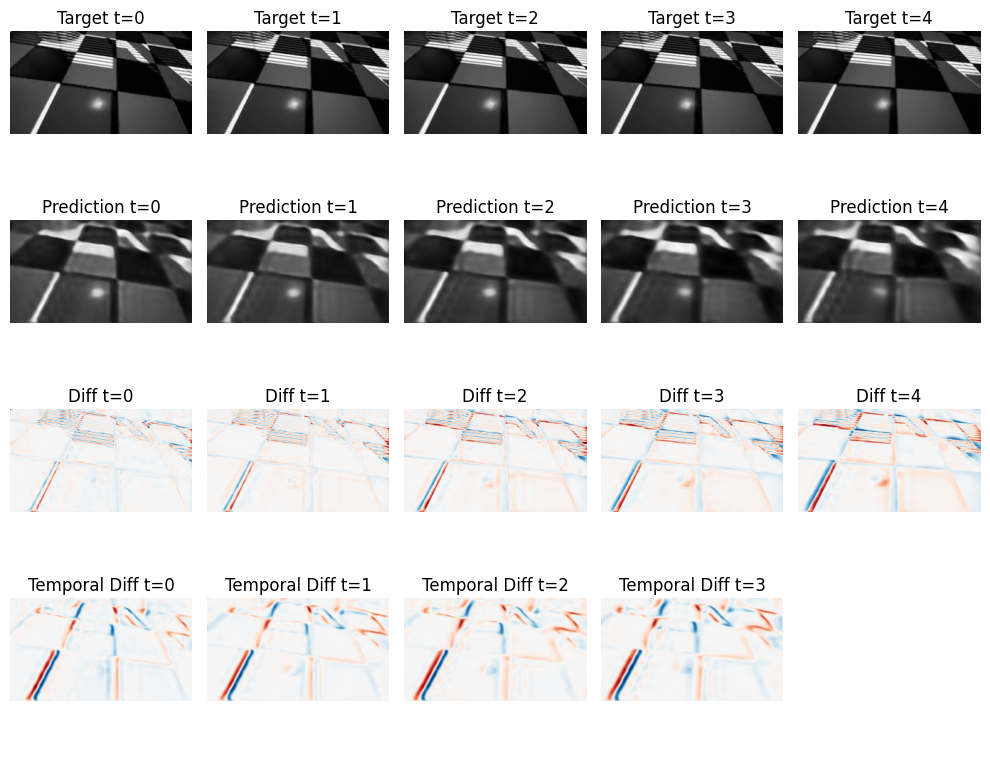 Target t=0 Target t=1 Target t=2 Target t=3 Target t=4
Prediction t=0 Prediction t=1 Prediction t=2 Prediction t=3 Prediction t=4
Diff t=0 Diff t=1 Diff t=2 Diff t=3 Diff t=4
Temporal Diff t=0 Temporal Diff t=1 Temporal Diff t=2 Temporal Diff t=3